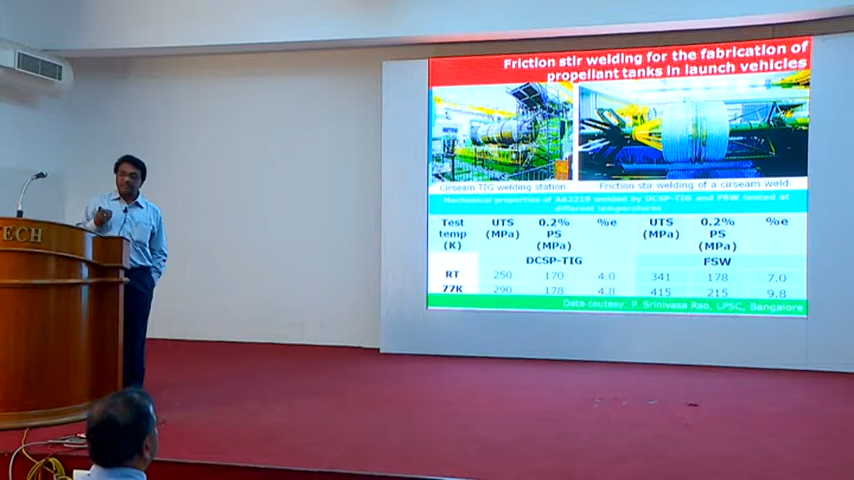 Friction stir welding for the fabrication of
propellant tanks in launch vehicles
Cirseam TIG welding station
Friction stir welding of a cirseam weld
Mechanical properties of AA2219 welded by DCSP-TIG and FSW tested at
different temperatures
Test temp (K) UTS (MPa) 0.2% PS (MPa) %e UTS (MPa) 0.2% PS (MPa) %e
DCSP-TIG FSW
RT 250 170 4.0 341 178 7.0
77K 290 178 4.8 415 215 9.8
Data coutesy: P. Srinivasa Rao, LPSC, Bangalore
TECH